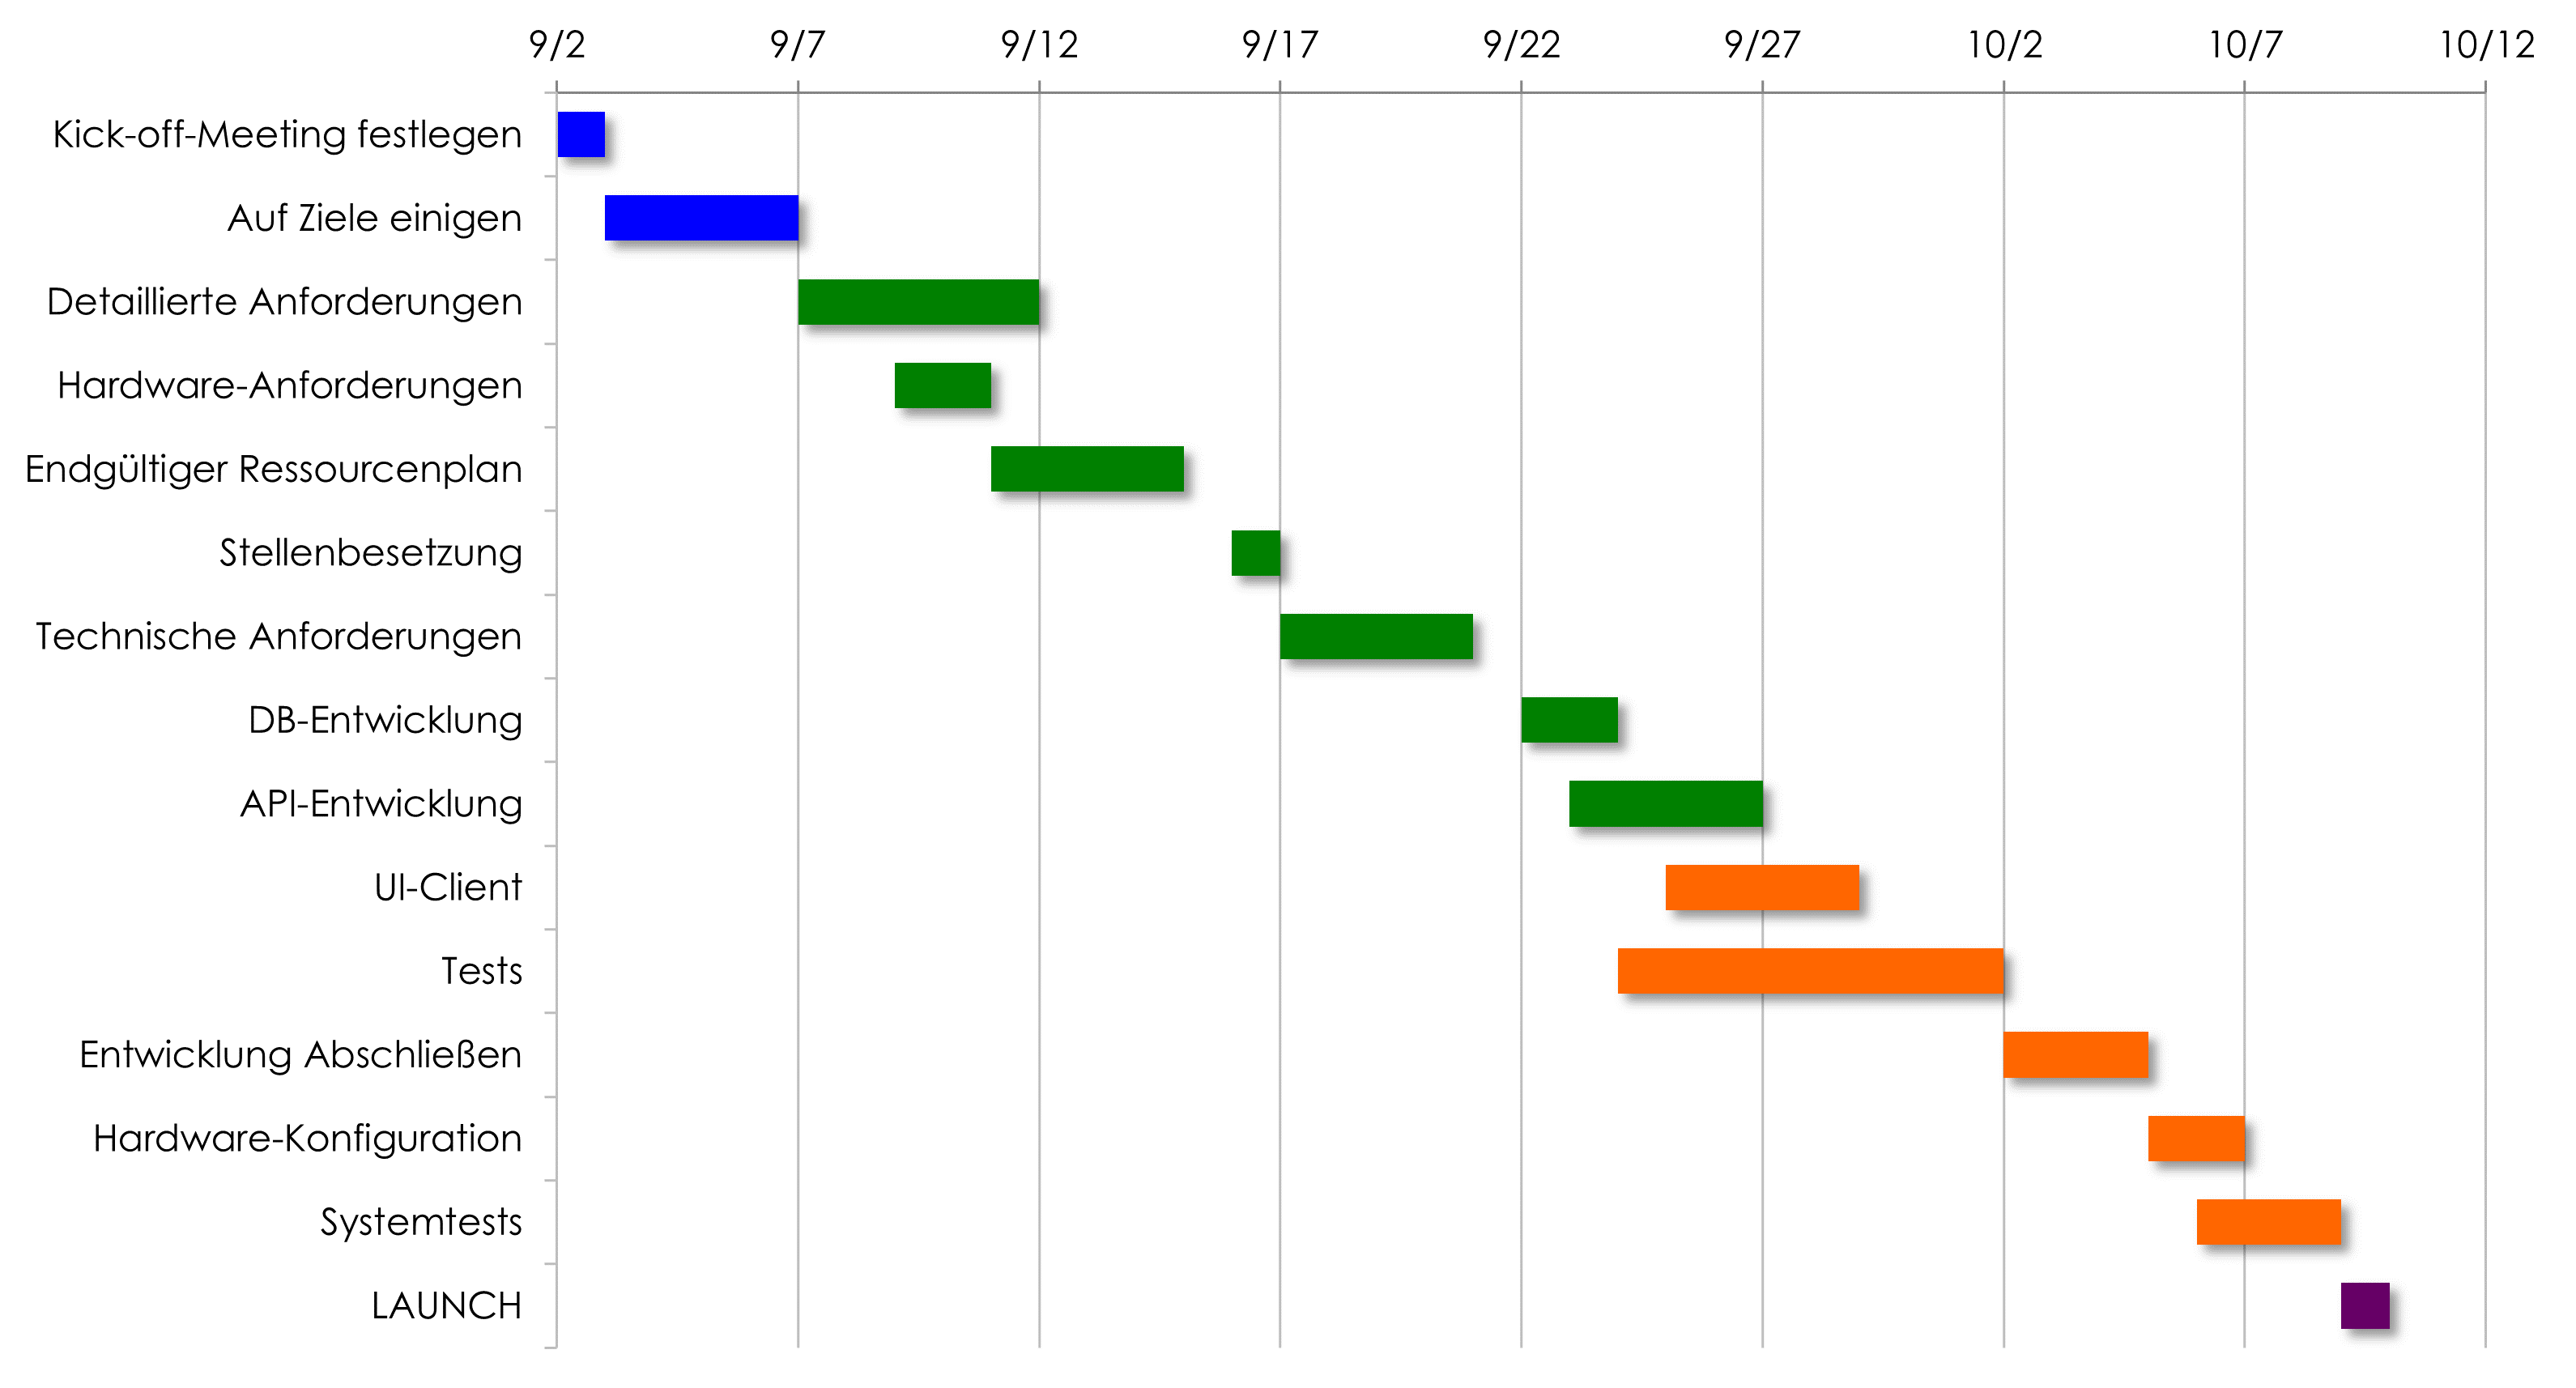 9/2 9/7 9/12 9/17 9/22 9/27 10/2 10/7 10/12
Kick-off-Meeting festlegen
Auf Ziele einigen
Detaillierte Anforderungen
Hardware-Anforderungen
Endgültiger Ressourcenplan
Stellenbesetzung
Technische Anforderungen
DB-Entwicklung
API-Entwicklung
UI-Client
Tests
Entwicklung Abschließen
Hardware-Konfiguration
Systemtests
LAUNCH